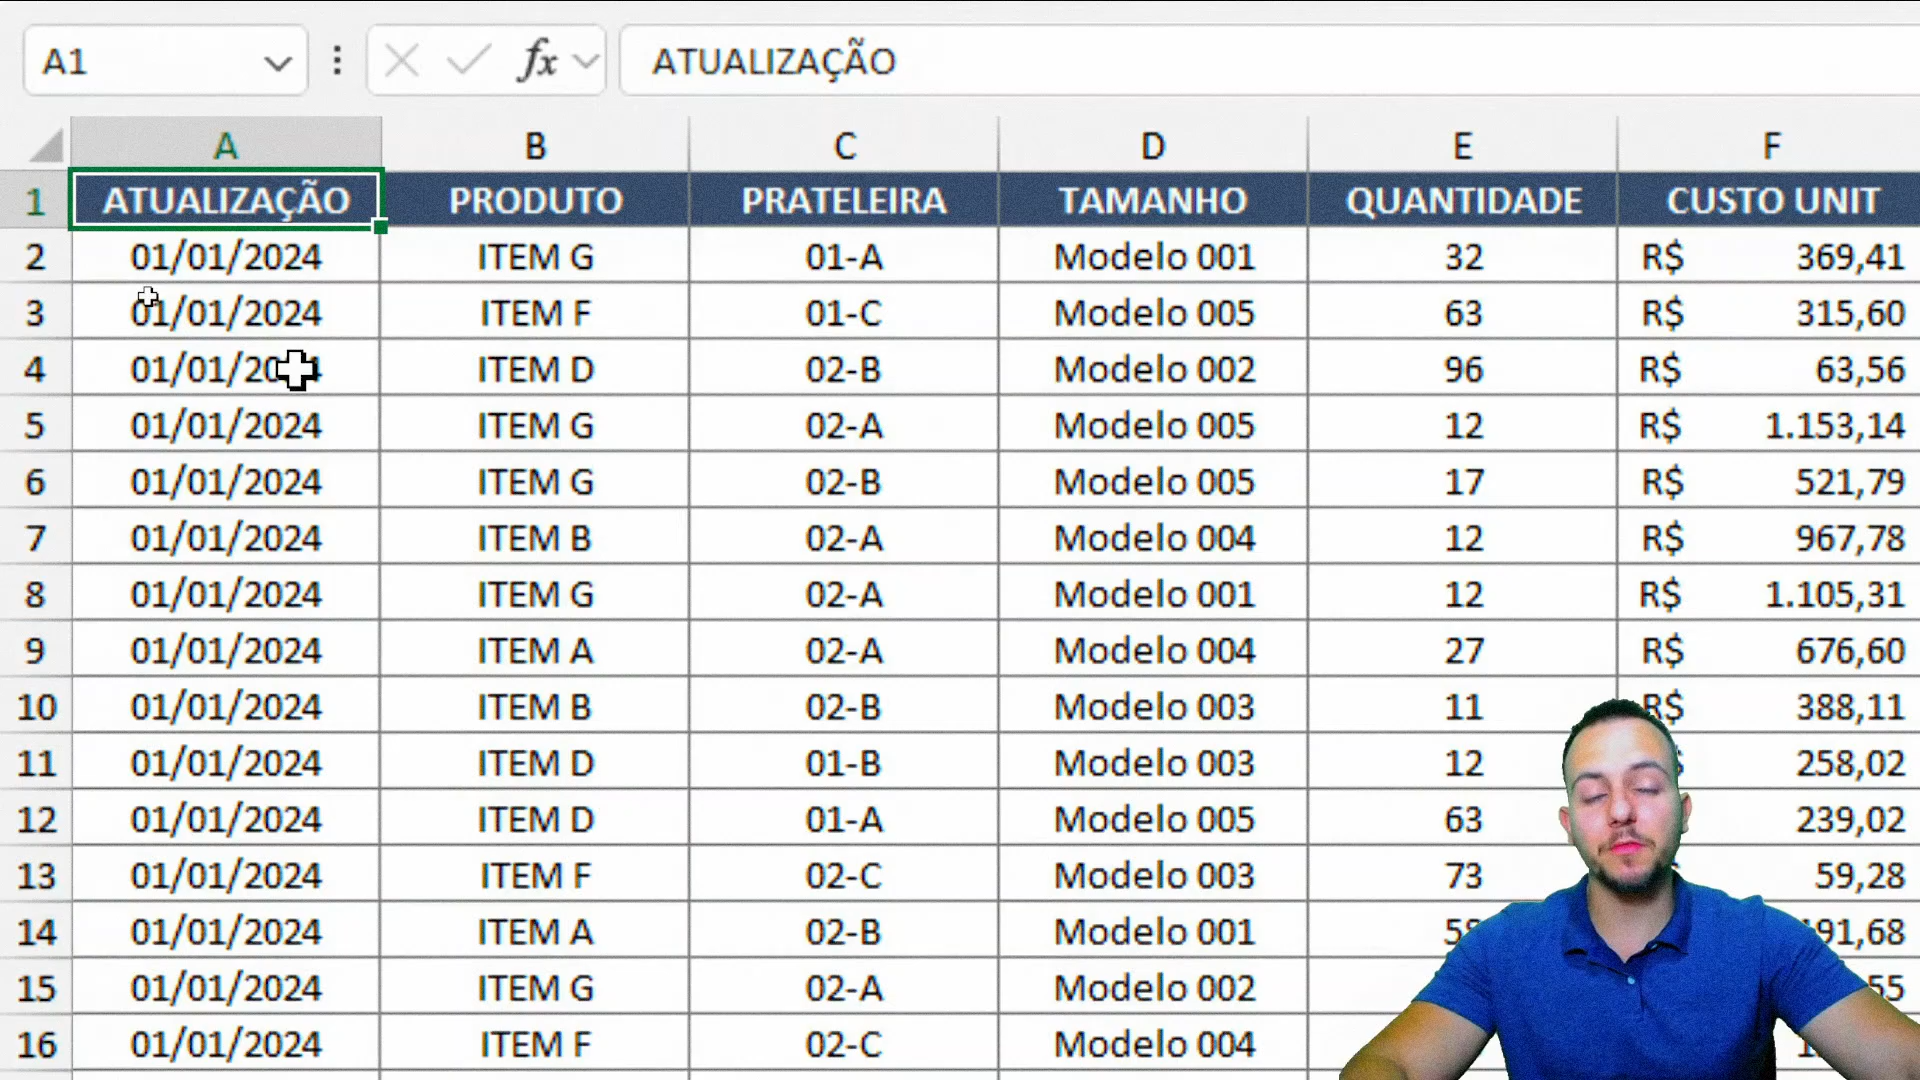 A1 fx ATUALIZAÇÃO
A B C D E F
1 ATUALIZAÇÃO PRODUTO PRATELEIRA TAMANHO QUANTIDADE CUSTO UNIT
2 01/01/2024 ITEM G 01-A Modelo 001 32 R$ 369,41
3 01/01/2024 ITEM F 01-C Modelo 005 63 R$ 315,60
4 ITEM D 02-B Modelo 002 96 R$ 63,56
5 01/01/2024 ITEM G 02-A Modelo 005 12 R$ 1.153,14
6 01/01/2024 ITEM G 02-B Modelo 005 17 R$ 521,79
7 01/01/2024 ITEM B 02-A Modelo 004 12 R$ 967,78
8 01/01/2024 ITEM G 02-A Modelo 001 12 R$ 1.105,31
9 01/01/2024 ITEM A 02-A Modelo 004 27 R$ 676,60
10 01/01/2024 ITEM B 02-B Modelo 003 11 R$ 388,11
11 01/01/2024 ITEM D 01-B Modelo 003 12 258,02
12 01/01/2024 ITEM D 01-A Modelo 005 63 239,02
13 01/01/2024 ITEM F 02-C Modelo 003 73 59,28
14 01/01/2024 ITEM A 02-B Modelo 001
15 01/01/2024 ITEM G 02-A Modelo 002
16 01/01/2024 ITEM F 02-C Modelo 004